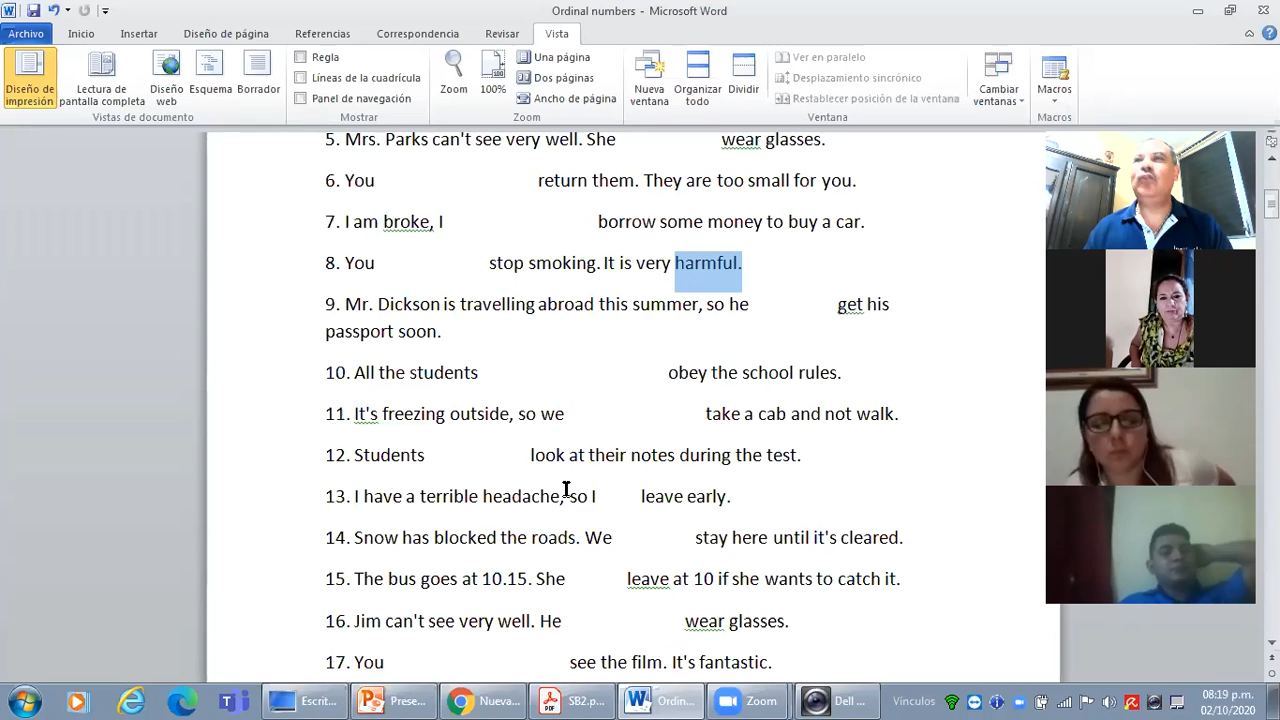 Ordinal numbers - Microsoft Word
Archivo Inicio Insertar Diseño de página Referencias Correspondencia Revisar Vista
Diseño de impresión
Lectura de pantalla completa
Diseño web
Esquema
Borrador
Vistas de documento
Regla
Líneas de la cuadrícula
Panel de navegación
Mostrar
Zoom
100%
Una página
Dos páginas
Ancho de página
Zoom
Nueva ventana
Organizar todo
Dividir
Ver en paralelo
Desplazamiento sincrónico
Restablecer posición de la ventana
Ventana
Cambiar ventanas
Macros
Macros
5. Mrs. Parks can't see very well. She wear glasses.
6. You return them. They are too small for you.
7. I am broke, I borrow some money to buy a car.
8. You stop smoking. It is very harmful.
9. Mr. Dickson is travelling abroad this summer, so he get his
passport soon.
10. All the students obey the school rules.
11. It's freezing outside, so we take a cab and not walk.
12. Students look at their notes during the test.
13. I have a terrible headache, so I leave early.
14. Snow has blocked the roads. We stay here until it's cleared.
15. The bus goes at 10.15. She leave at 10 if she wants to catch it.
16. Jim can't see very well. He wear glasses.
17. You see the film. It's fantastic.
Escrit... Prese... Nueva... SB2.p... Ordin... Zoom Dell ... Vínculos 08:19 p.m.
02/10/2020